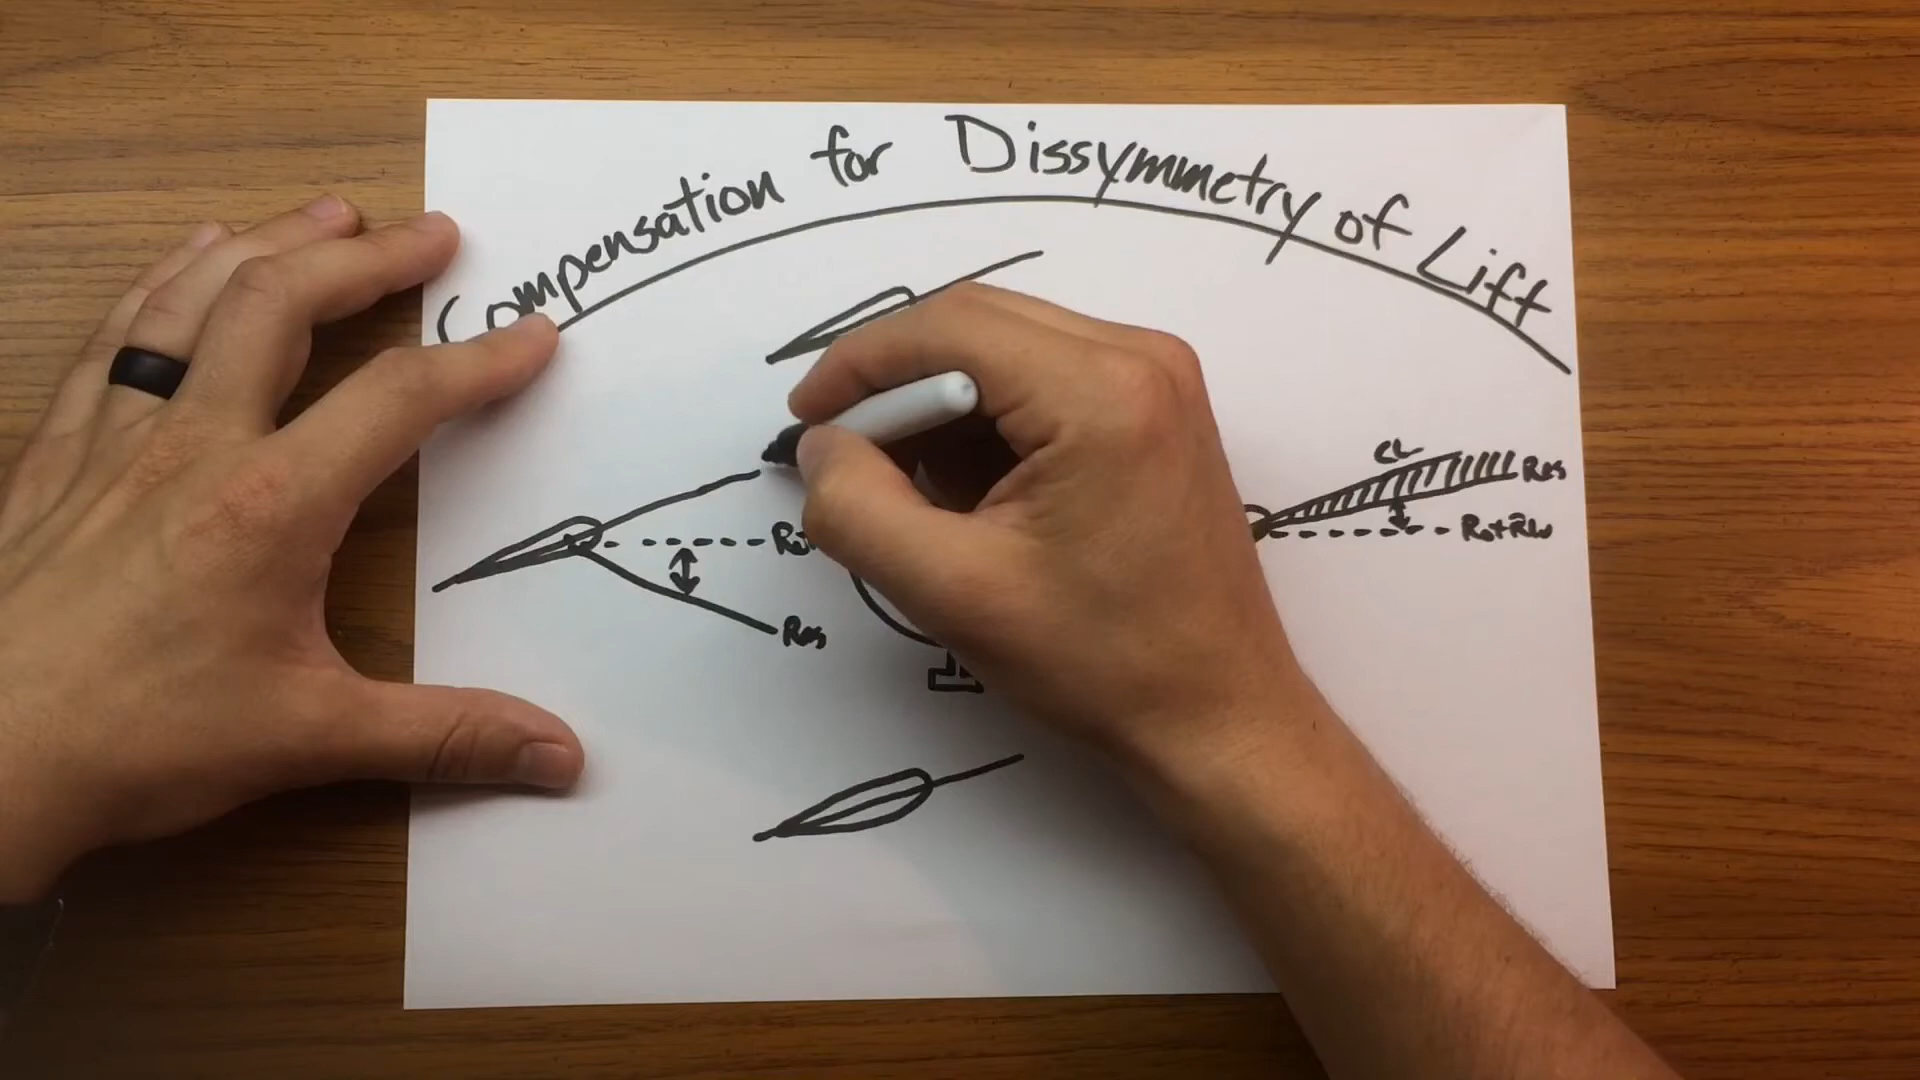 Compensation for Dissymmetry of Lift
CL
Res
Rot+RW
Res